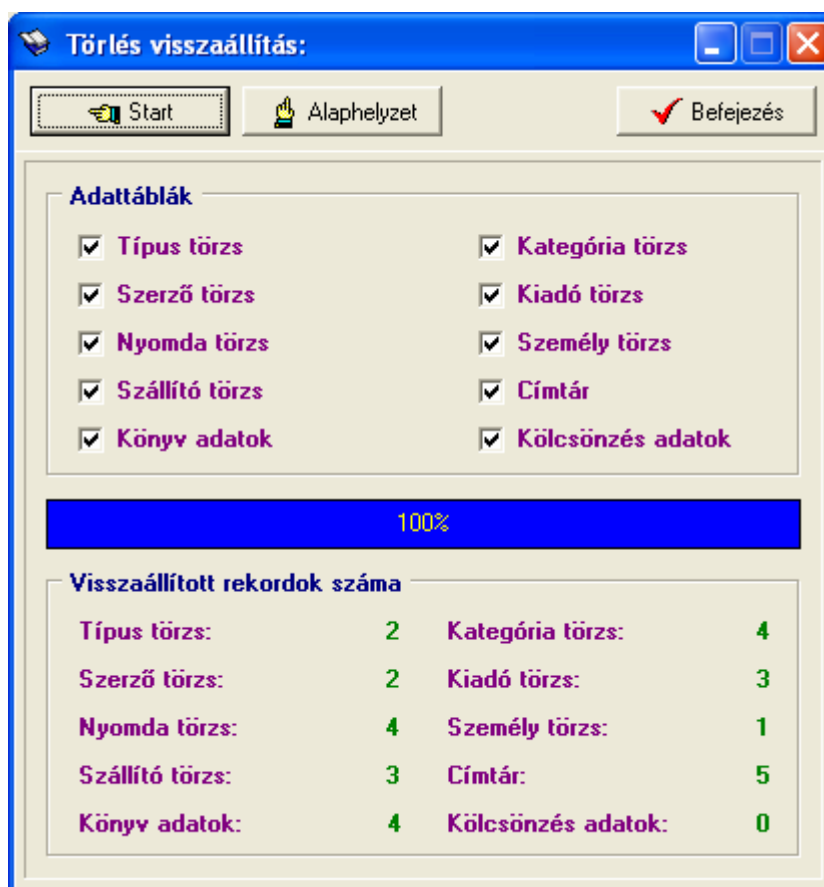 Törlés visszaállítás:
Start Alaphelyzet Befejezés
Adattáblák
Típus törzs Kategória törzs
Szerző törzs Kiadó törzs
Nyomda törzs Személy törzs
Szállító törzs Címtár
Könyv adatok Kölcsönzés adatok
100%
Visszaállított rekordok száma
Típus törzs: 2 Kategória törzs: 4
Szerző törzs: 2 Kiadó törzs: 3
Nyomda törzs: 4 Személy törzs: 1
Szállító törzs: 3 Címtár: 5
Könyv adatok: 4 Kölcsönzés adatok: 0